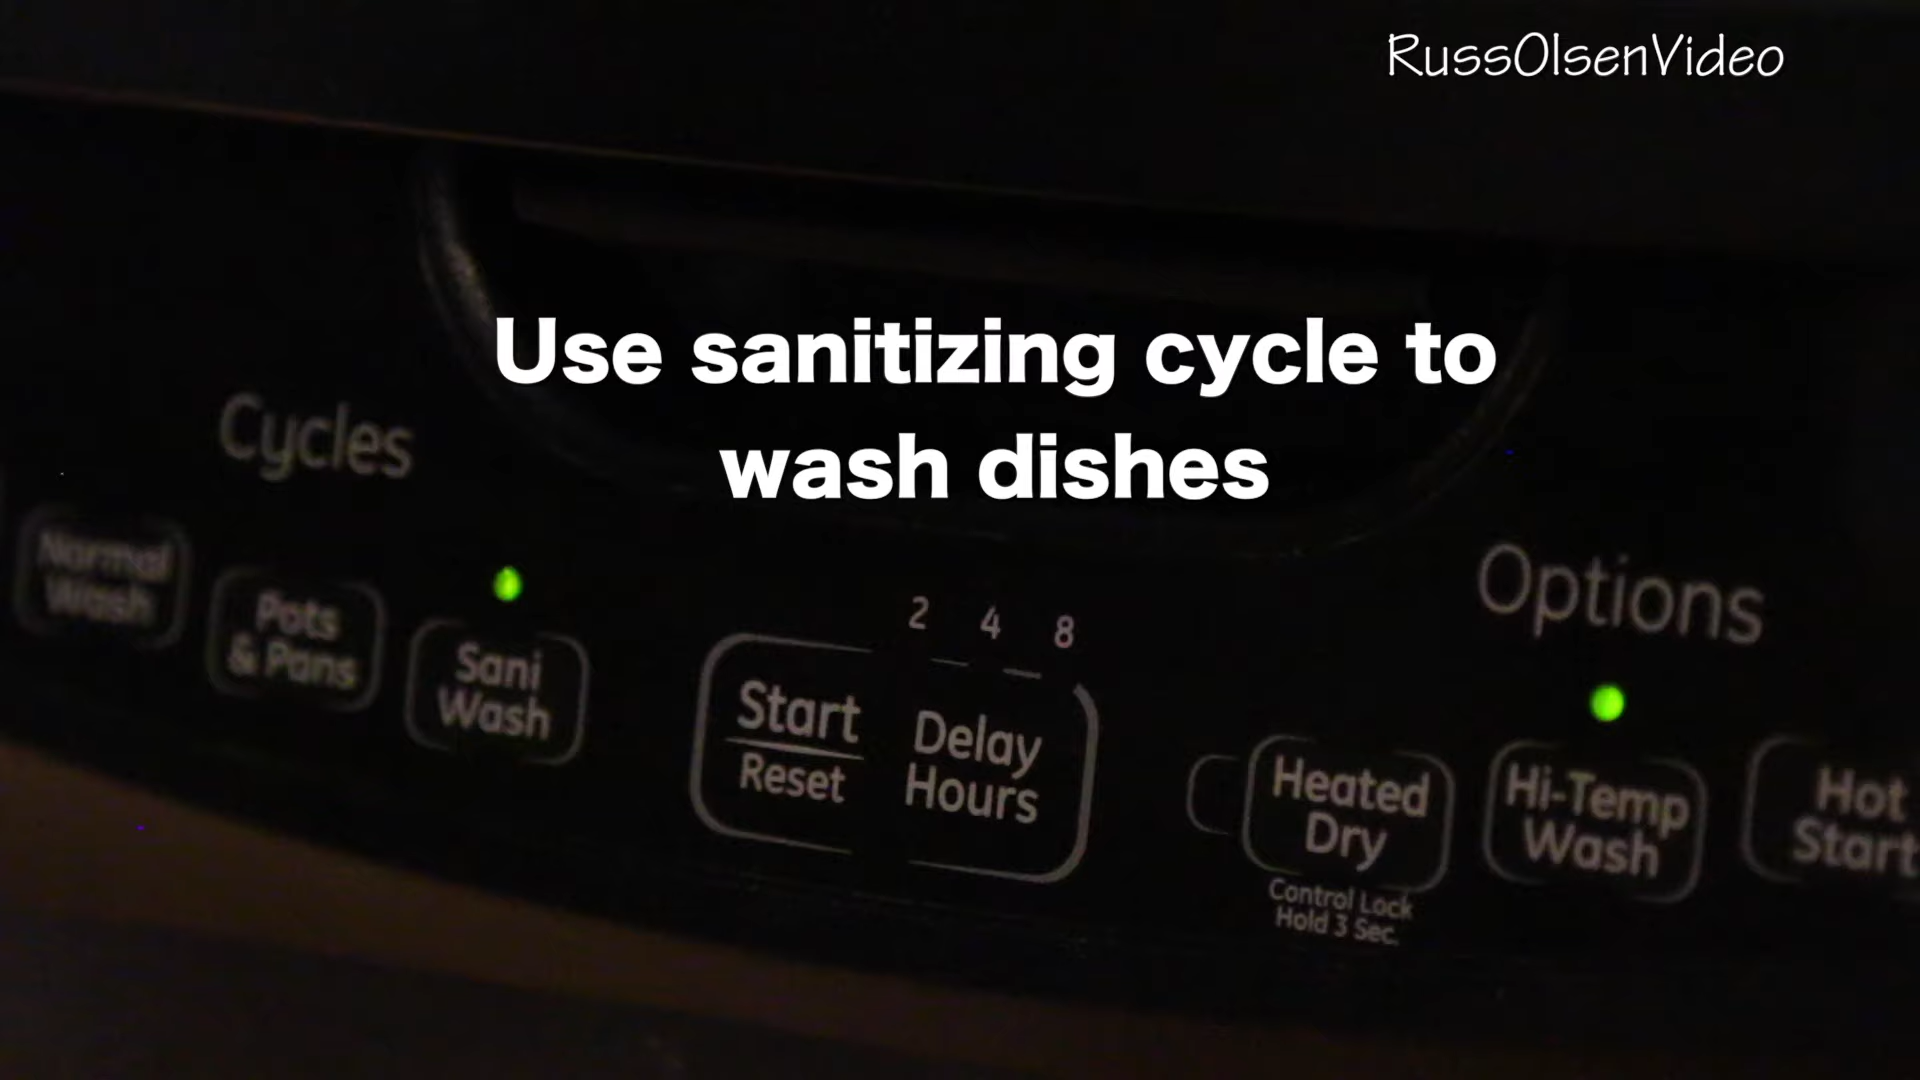 RussOlsenVideo
Use sanitizing cycle to
wash dishes
Cycles
Normal
Wash
Pots
& Pans
Sani
Wash
2 4 8
Start
Reset
Delay
Hours
Options
Heated
Dry
Control Lock
Hold 3 Sec.
Hi-Temp
Wash
Hot
Start